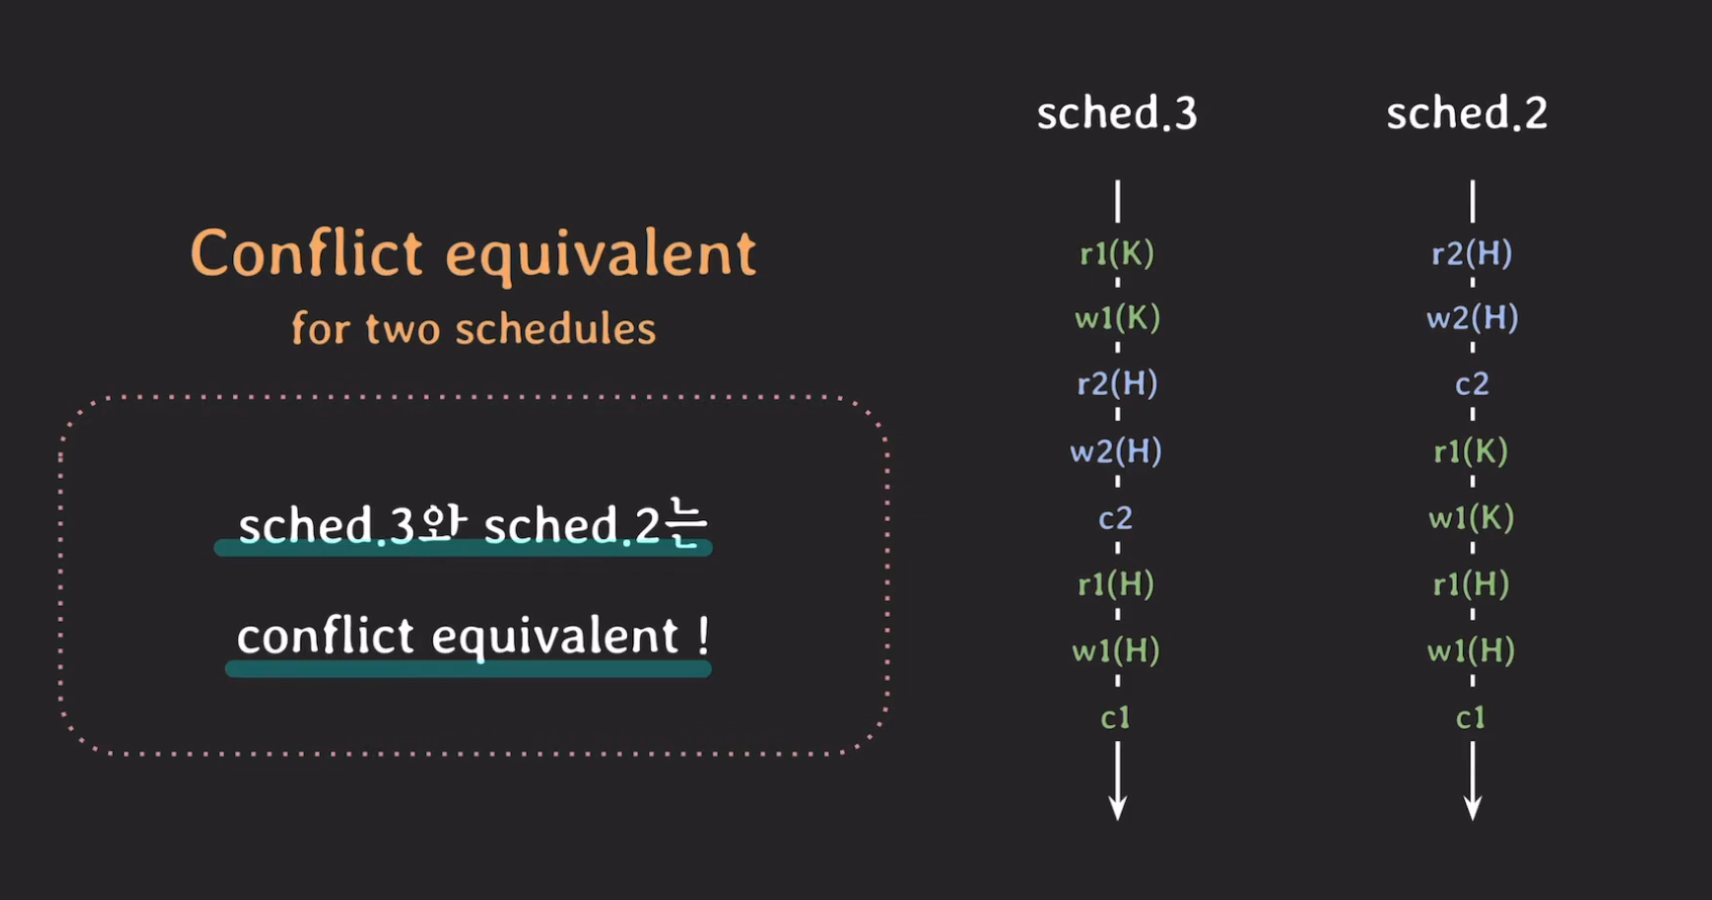 Conflict equivalent
for two schedules
sched.3와 sched.2는
conflict equivalent !
sched.3
r1(K)
w1(K)
r2(H)
w2(H)
c2
r1(H)
w1(H)
c1
sched.2
r2(H)
w2(H)
c2
r1(K)
w1(K)
r1(H)
w1(H)
c1